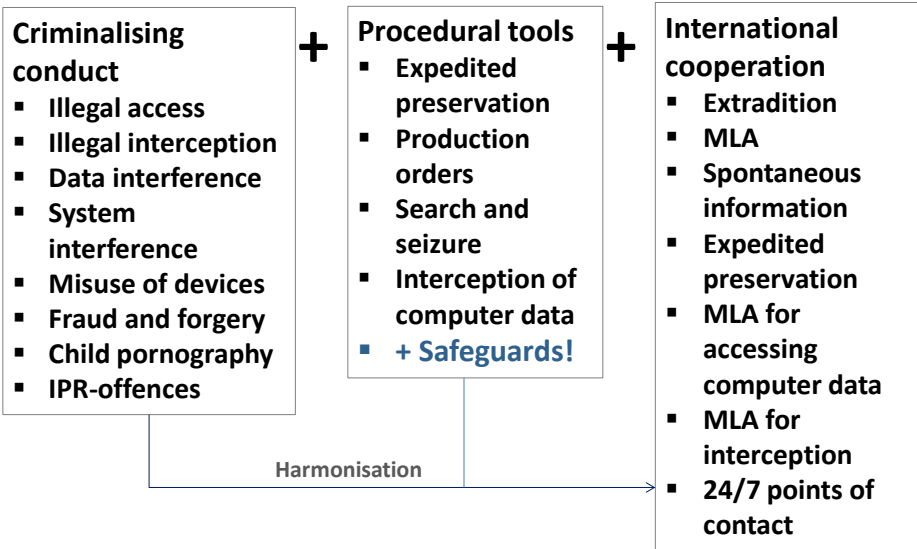 Criminalising
conduct
▪ Illegal access
▪ Illegal interception
▪ Data interference
▪ System
interference
▪ Misuse of devices
▪ Fraud and forgery
▪ Child pornography
▪ IPR-offences
+
Procedural tools
▪ Expedited
preservation
▪ Production
orders
▪ Search and
seizure
▪ Interception of
computer data
▪ + Safeguards!
+
International
cooperation
▪ Extradition
▪ MLA
▪ Spontaneous
information
▪ Expedited
preservation
▪ MLA for
accessing
computer data
▪ MLA for
interception
▪ 24/7 points of
contact
Harmonisation